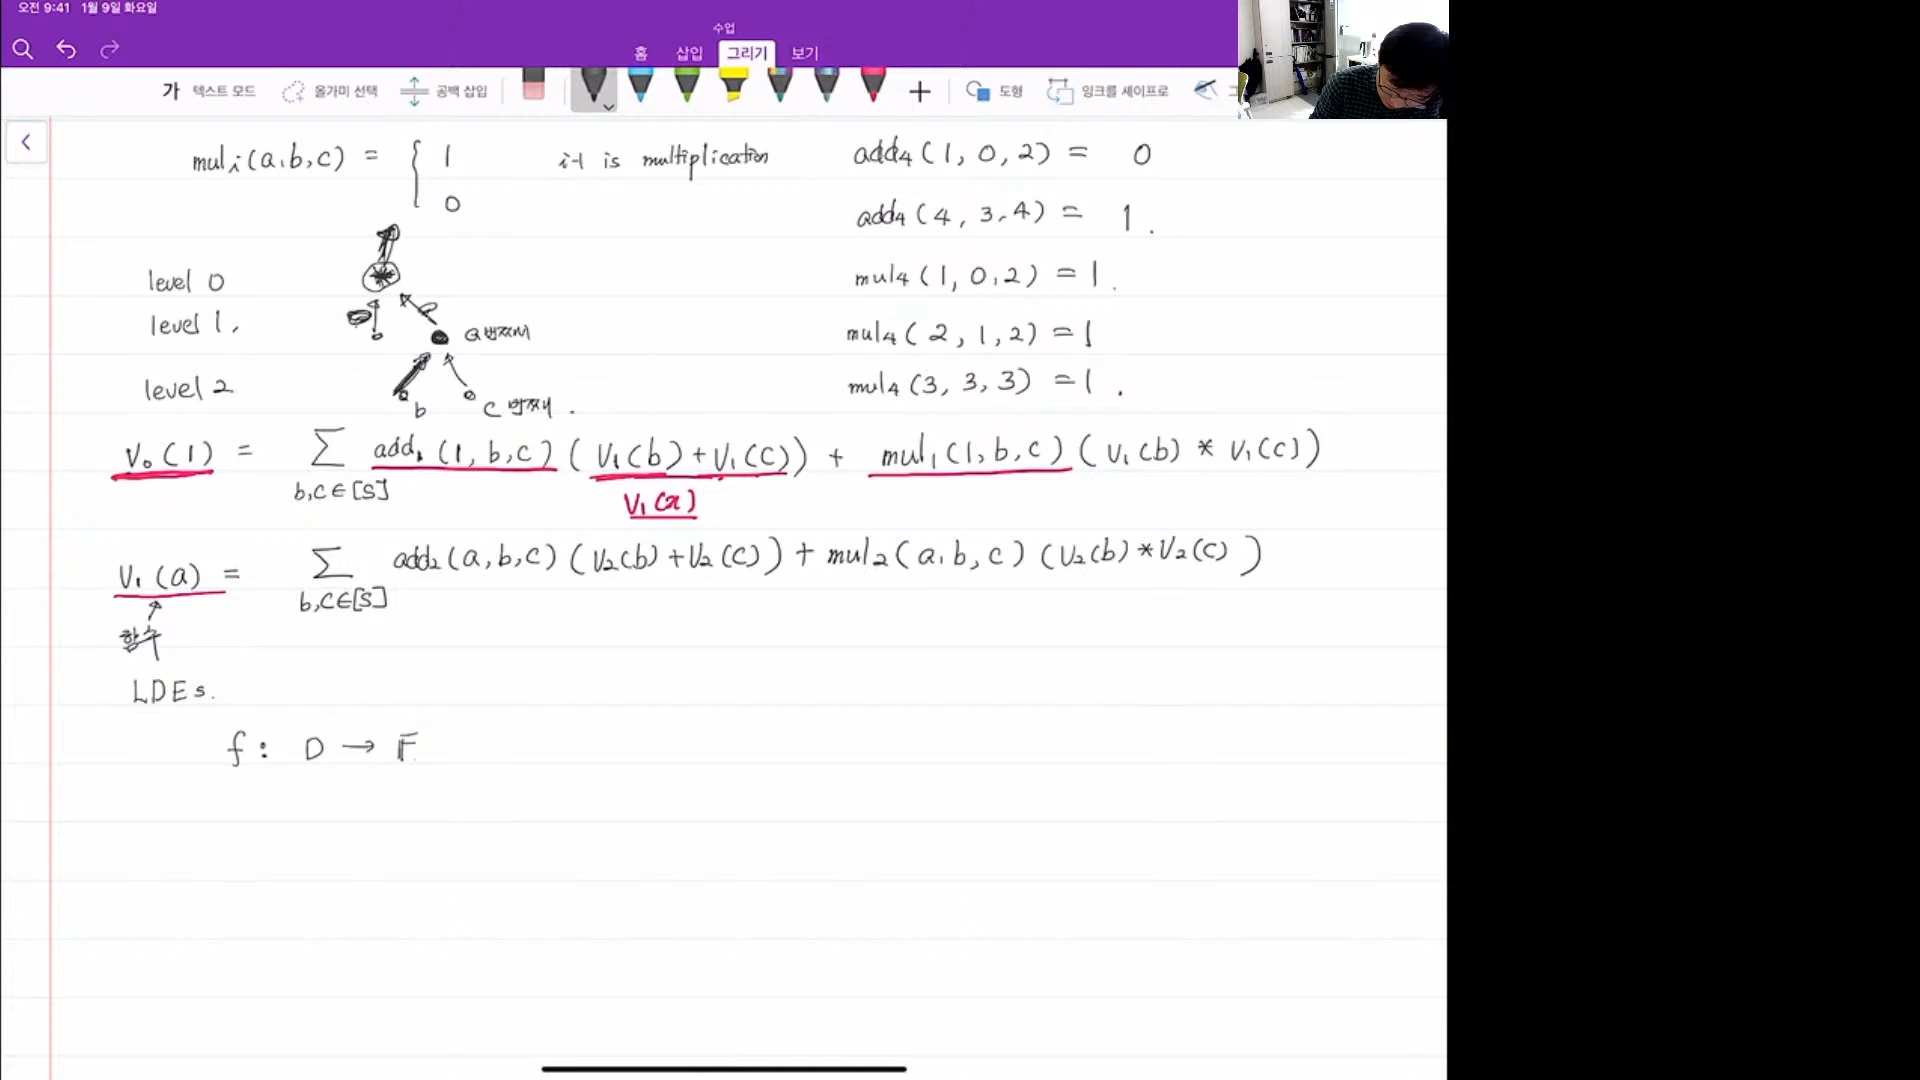 오전 9:41 1월 9일 화요일
수업
홈 삽입 그리기 보기
가 텍스트 모드 올가미 선택 공백 삽입 도형 잉크를 셰이프로
mulᵢ(a,b,c) = { 1 i-1 is multiplication
0
add₄(1, 0, 2) = 0
add₄(4, 3, 4) = 1.
level 0
mul₄(1, 0, 2) = 1.
level 1,
a번째
mul₄(2, 1, 2) = 1
level 2
b
c번째.
mul₄(3, 3, 3) = 1.
V₀(1) = Σ add₁(1, b, c) (V₁(b) + V₁(c)) + mul₁(1, b, c) (V₁(b) * V₁(c))
b, c ∈ [S]
V₁(x)
V₁(a) = Σ add₂(a, b, c) (V₂(b) + V₂(c)) + mul₂(a, b, c) (V₂(b) * V₂(c))
b, c ∈ [S]
함수
LDEs.
f : D → F